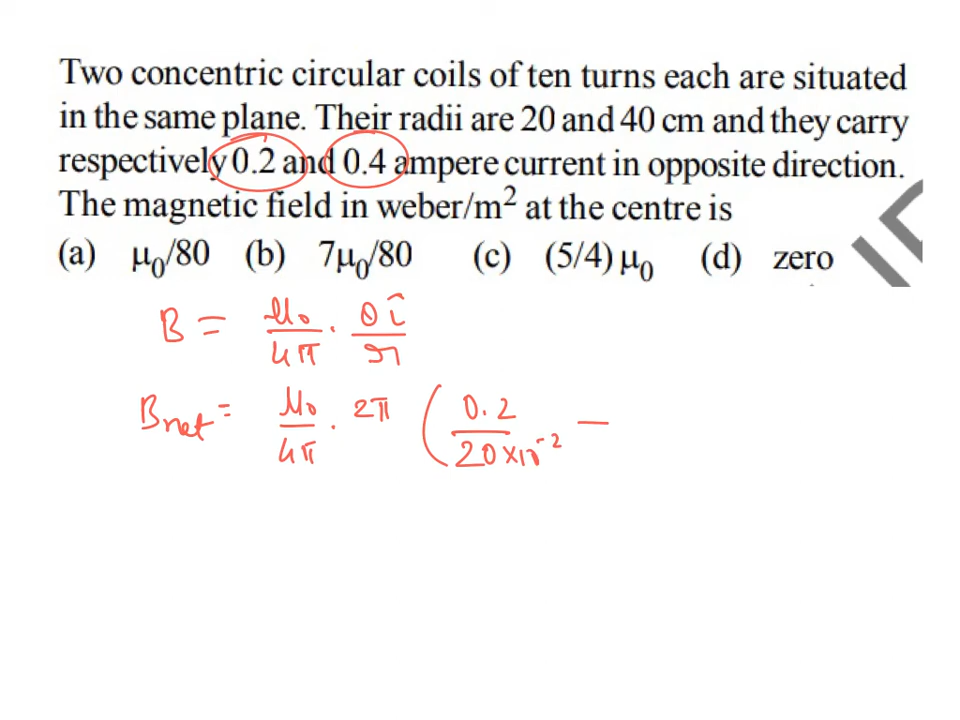 Two concentric circular coils of ten turns each are situated
in the same plane. Their radii are 20 and 40 cm and they carry
respectively 0.2 and 0.4 ampere current in opposite direction.
The magnetic field in weber/m² at the centre is
(a) μ₀/80 (b) 7μ₀/80 (c) (5/4) μ₀ (d) zero
B = μ₀/4π · θi/r
Bnet = μ₀/4π · 2π ( 0.2/20×10⁻² −